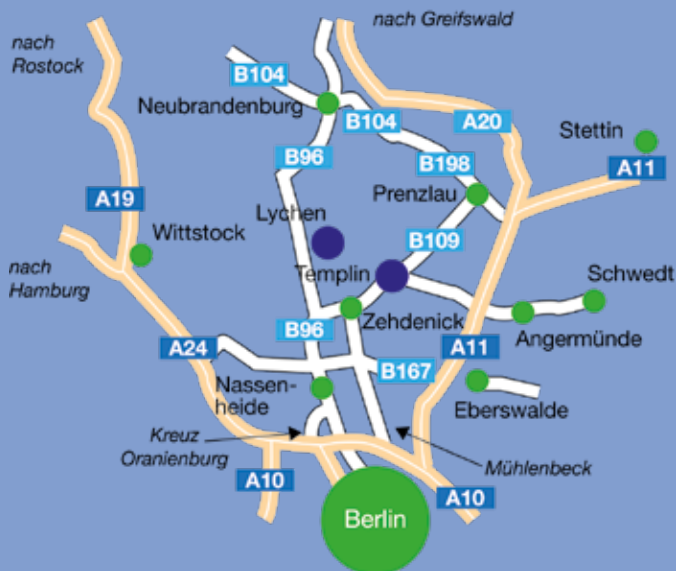 nach Greifswald
nach
Rostock
B104
Neubrandenburg
B104
A20
Stettin
B96
B198
A11
Prenzlau
A19
Lychen
Wittstock
B109
nach
Hamburg
Templin
Schwedt
Zehdenick
B96
Angermünde
A24
A11
B167
Nassen-
heide
Eberswalde
Kreuz
Oranienburg
Mühlenbeck
A10
A10
Berlin